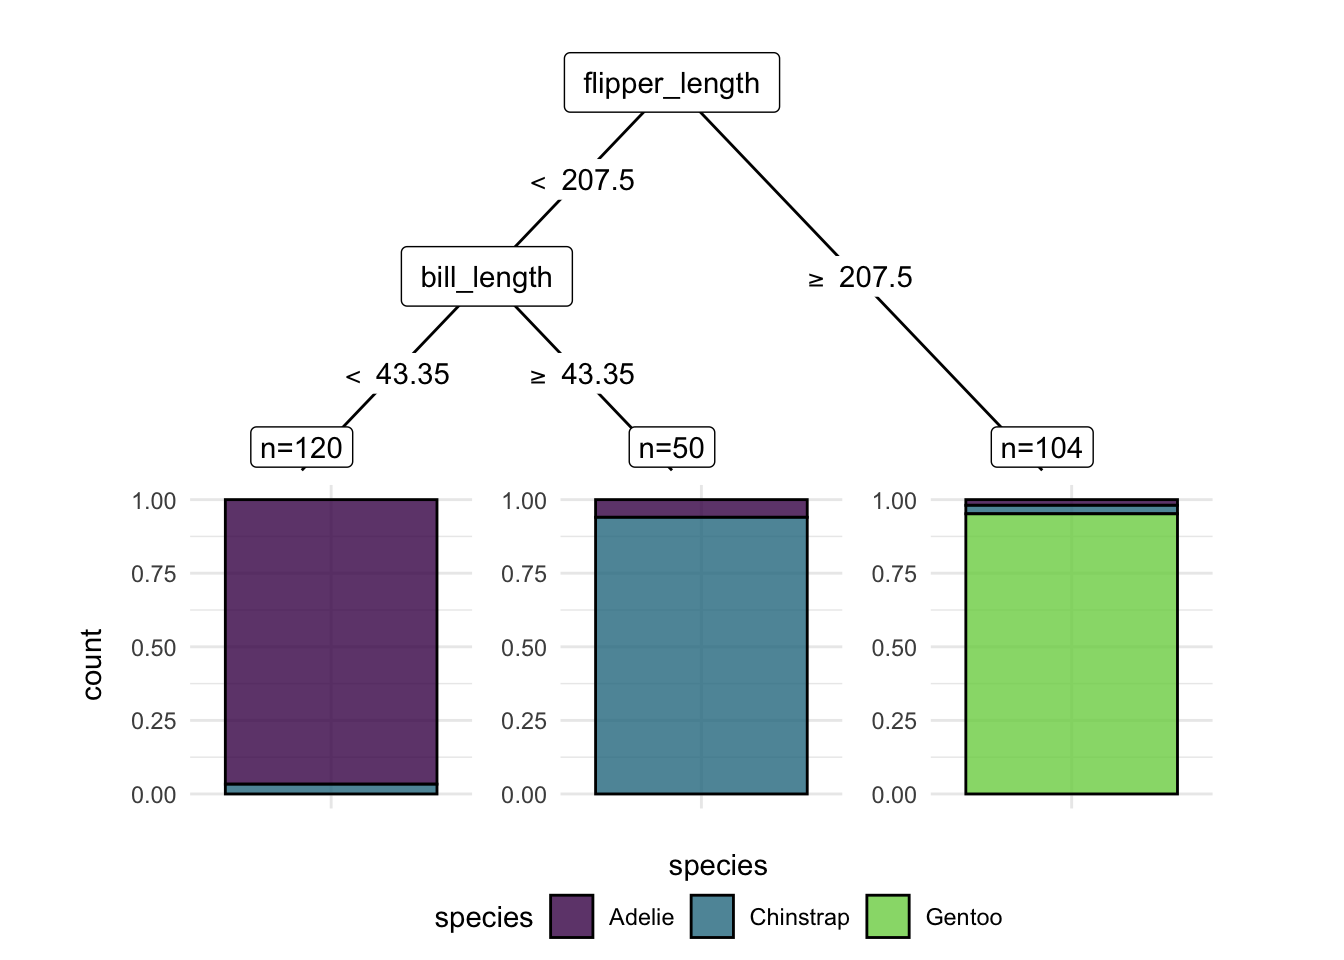 flipper_length
< 207.5
bill_length
≥ 207.5
< 43.35
≥ 43.35
n=120
n=50
n=104
count
1.00
0.75
0.50
0.25
0.00
1.00
0.75
0.50
0.25
0.00
1.00
0.75
0.50
0.25
0.00
species
species Adelie Chinstrap Gentoo